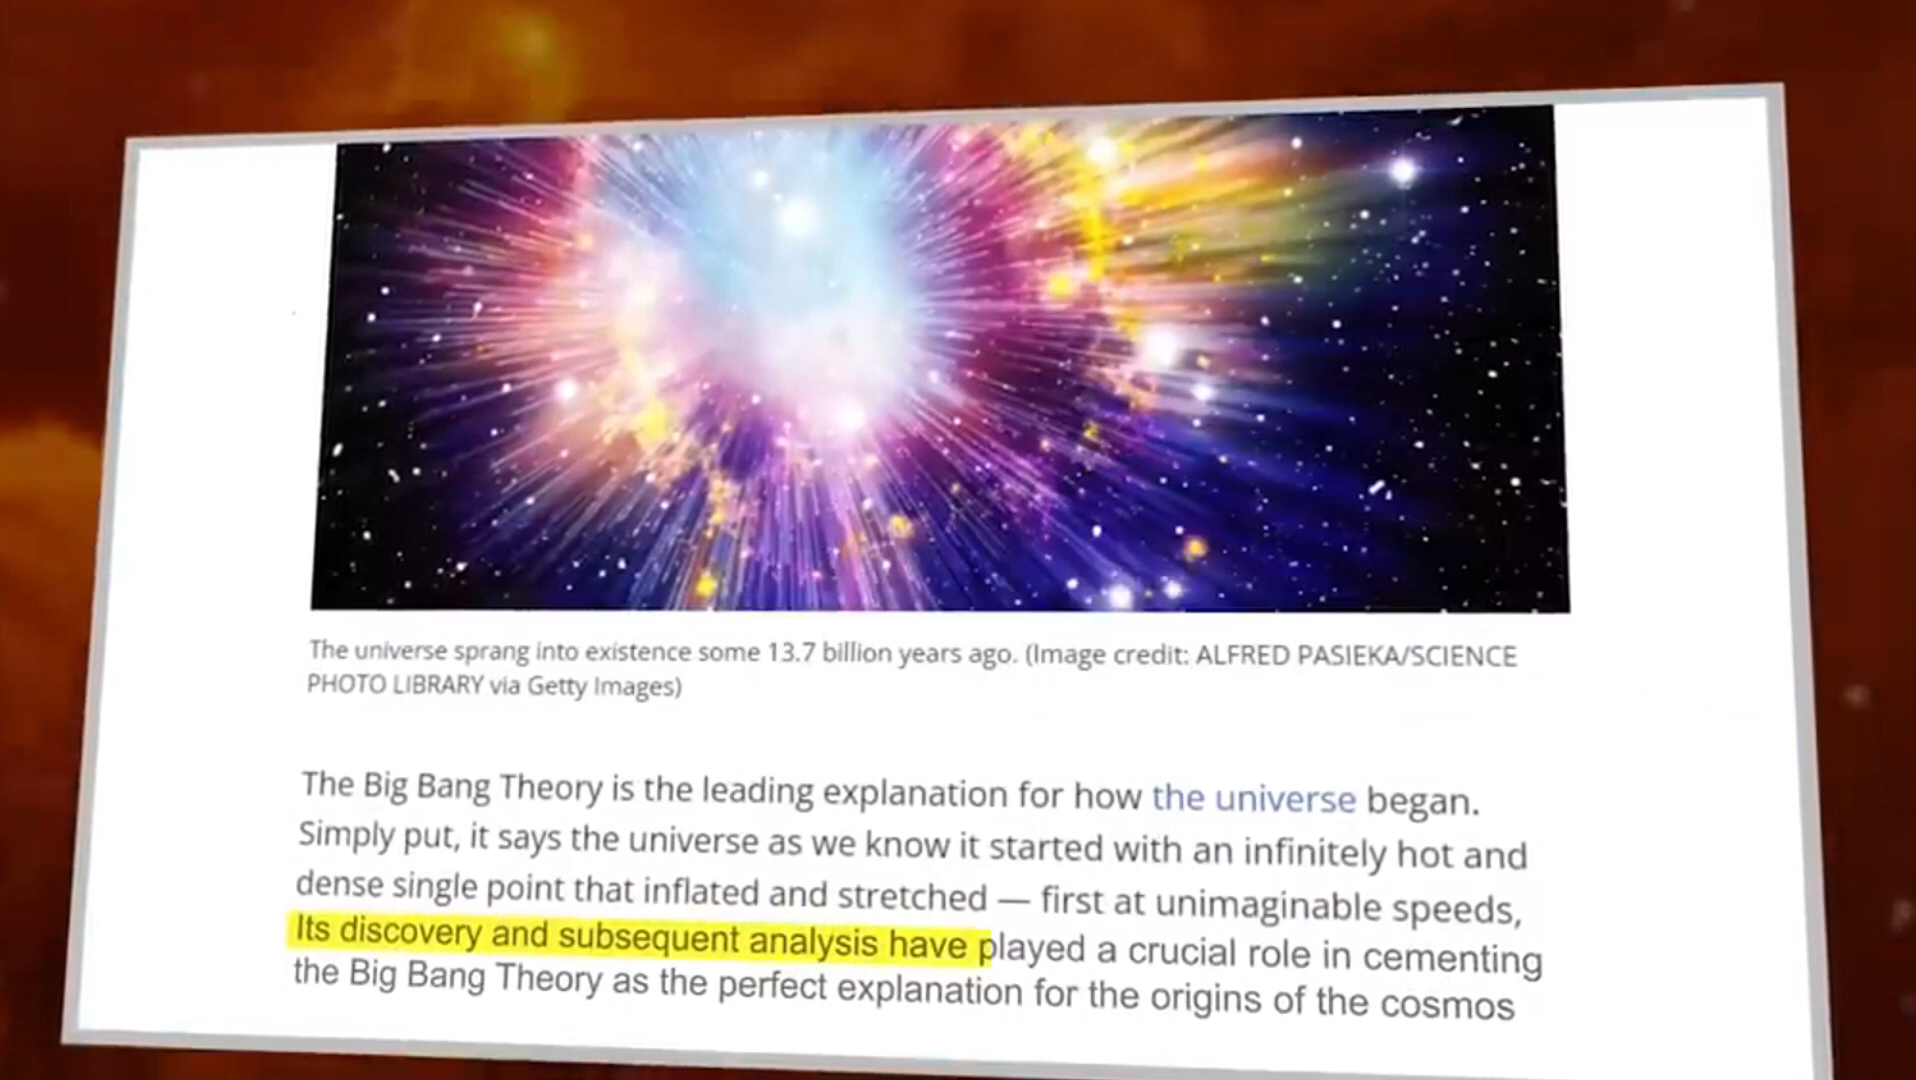 The universe sprang into existence some 13.7 billion years ago. (Image credit: ALFRED PASIEKA/SCIENCE
PHOTO LIBRARY via Getty Images)
The Big Bang Theory is the leading explanation for how the universe began.
Simply put, it says the universe as we know it started with an infinitely hot and
dense single point that inflated and stretched — first at unimaginable speeds,
Its discovery and subsequent analysis have played a crucial role in cementing
the Big Bang Theory as the perfect explanation for the origins of the cosmos